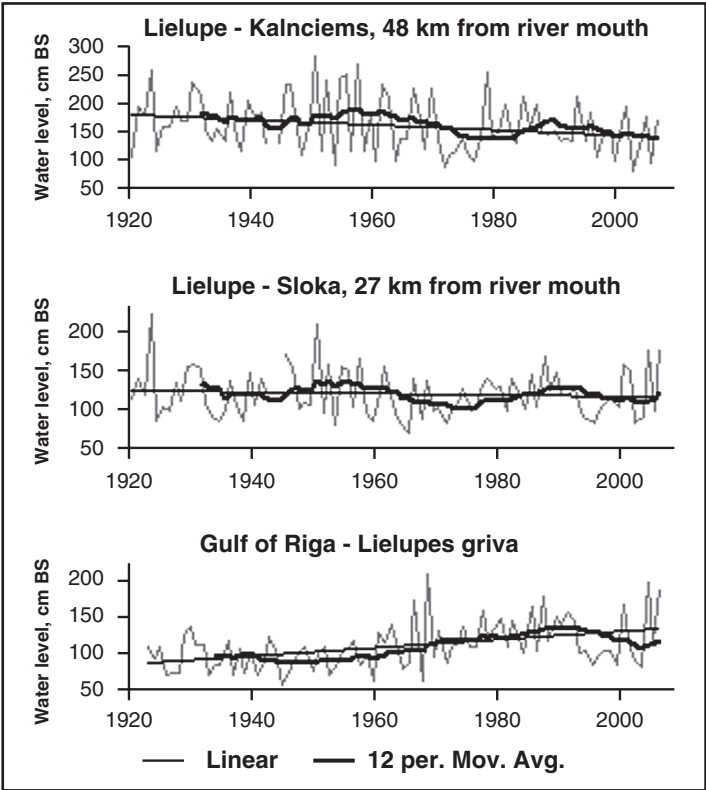 Lielupe - Kalnciems, 48 km from river mouth
Water level, cm BS
300
250
200
150
100
50
1920 1940 1960 1980 2000
Lielupe - Sloka, 27 km from river mouth
Water level, cm BS
200
150
100
50
1920 1940 1960 1980 2000
Gulf of Riga - Lielupes griva
Water level, cm BS
200
150
100
50
1920 1940 1960 1980 2000
Linear 12 per. Mov. Avg.